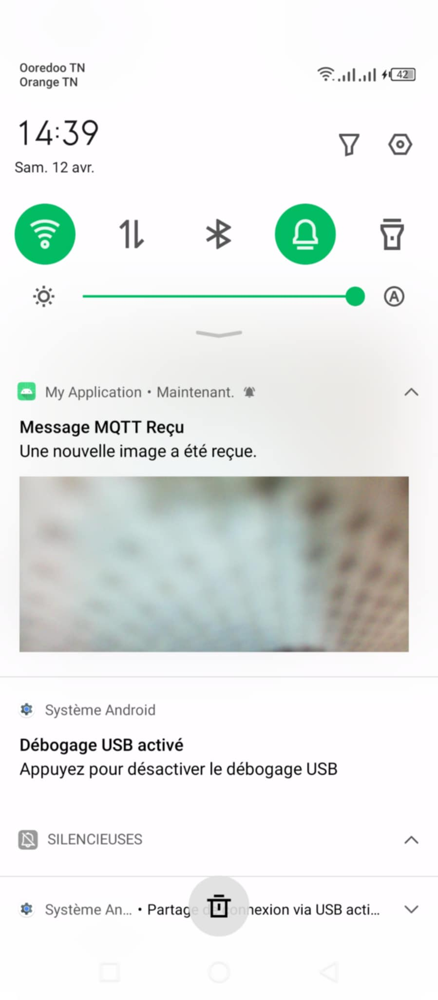 Ooredoo TN
Orange TN
42
14:39
Sam. 12 avr.
A
My Application • Maintenant.
Message MQTT Reçu
Une nouvelle image a été reçue.
Système Android
Débogage USB activé
Appuyez pour désactiver le débogage USB
SILENCIEUSES
Système An... • Partage de connexion via USB acti...